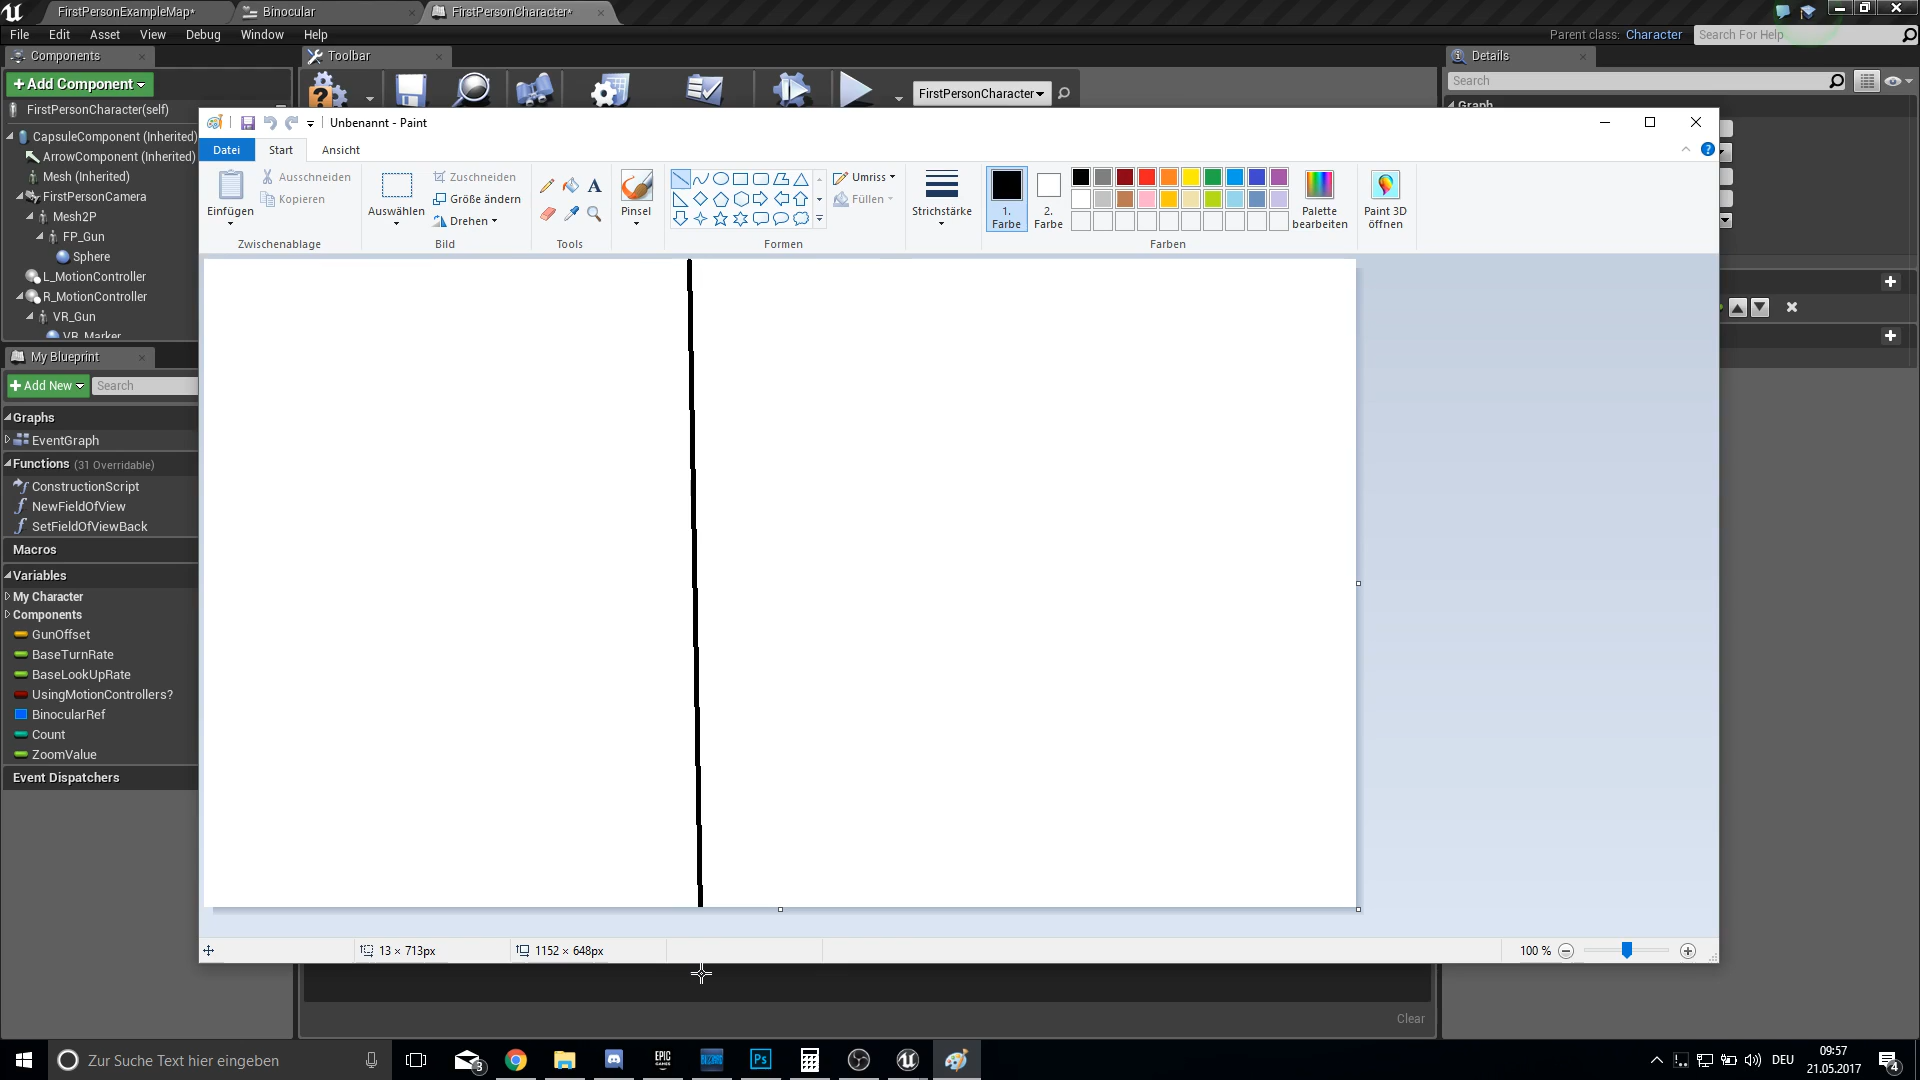 FirstPersonExampleMap*
Binocular
FirstPersonCharacter*
File Edit Asset View Debug Window Help
Parent class: Character
Search For Help
Components
Toolbar
Details
+Add Component
FirstPersonCharacter
Search
FirstPersonCharacter(self)
Graph
CapsuleComponent (Inherited)
ArrowComponent (Inherited)
Mesh (Inherited)
FirstPersonCamera
Mesh2P
FP_Gun
Sphere
L_MotionController
R_MotionController
VR_Gun
VR_Marker
My Blueprint
+Add New
Search
Graphs
EventGraph
Functions (31 Overridable)
ConstructionScript
NewFieldOfView
SetFieldOfViewBack
Macros
Variables
My Character
Components
GunOffset
BaseTurnRate
BaseLookUpRate
UsingMotionControllers?
BinocularRef
Count
ZoomValue
Event Dispatchers
Unbenannt - Paint
Datei Start Ansicht
Einfügen
Ausschneiden
Kopieren
Zwischenablage
Auswählen
Zuschneiden
Größe ändern
Drehen
Bild
A
Tools
Pinsel
Formen
Umriss
Füllen
Strichstärke
1. Farbe
2. Farbe
Farben
Palette bearbeiten
Paint 3D öffnen
13 × 713px
1152 × 648px
100 %
Clear
Zur Suche Text hier eingeben
3
EPIC GAMES
Ps
DEU
09:57
21.05.2017
4